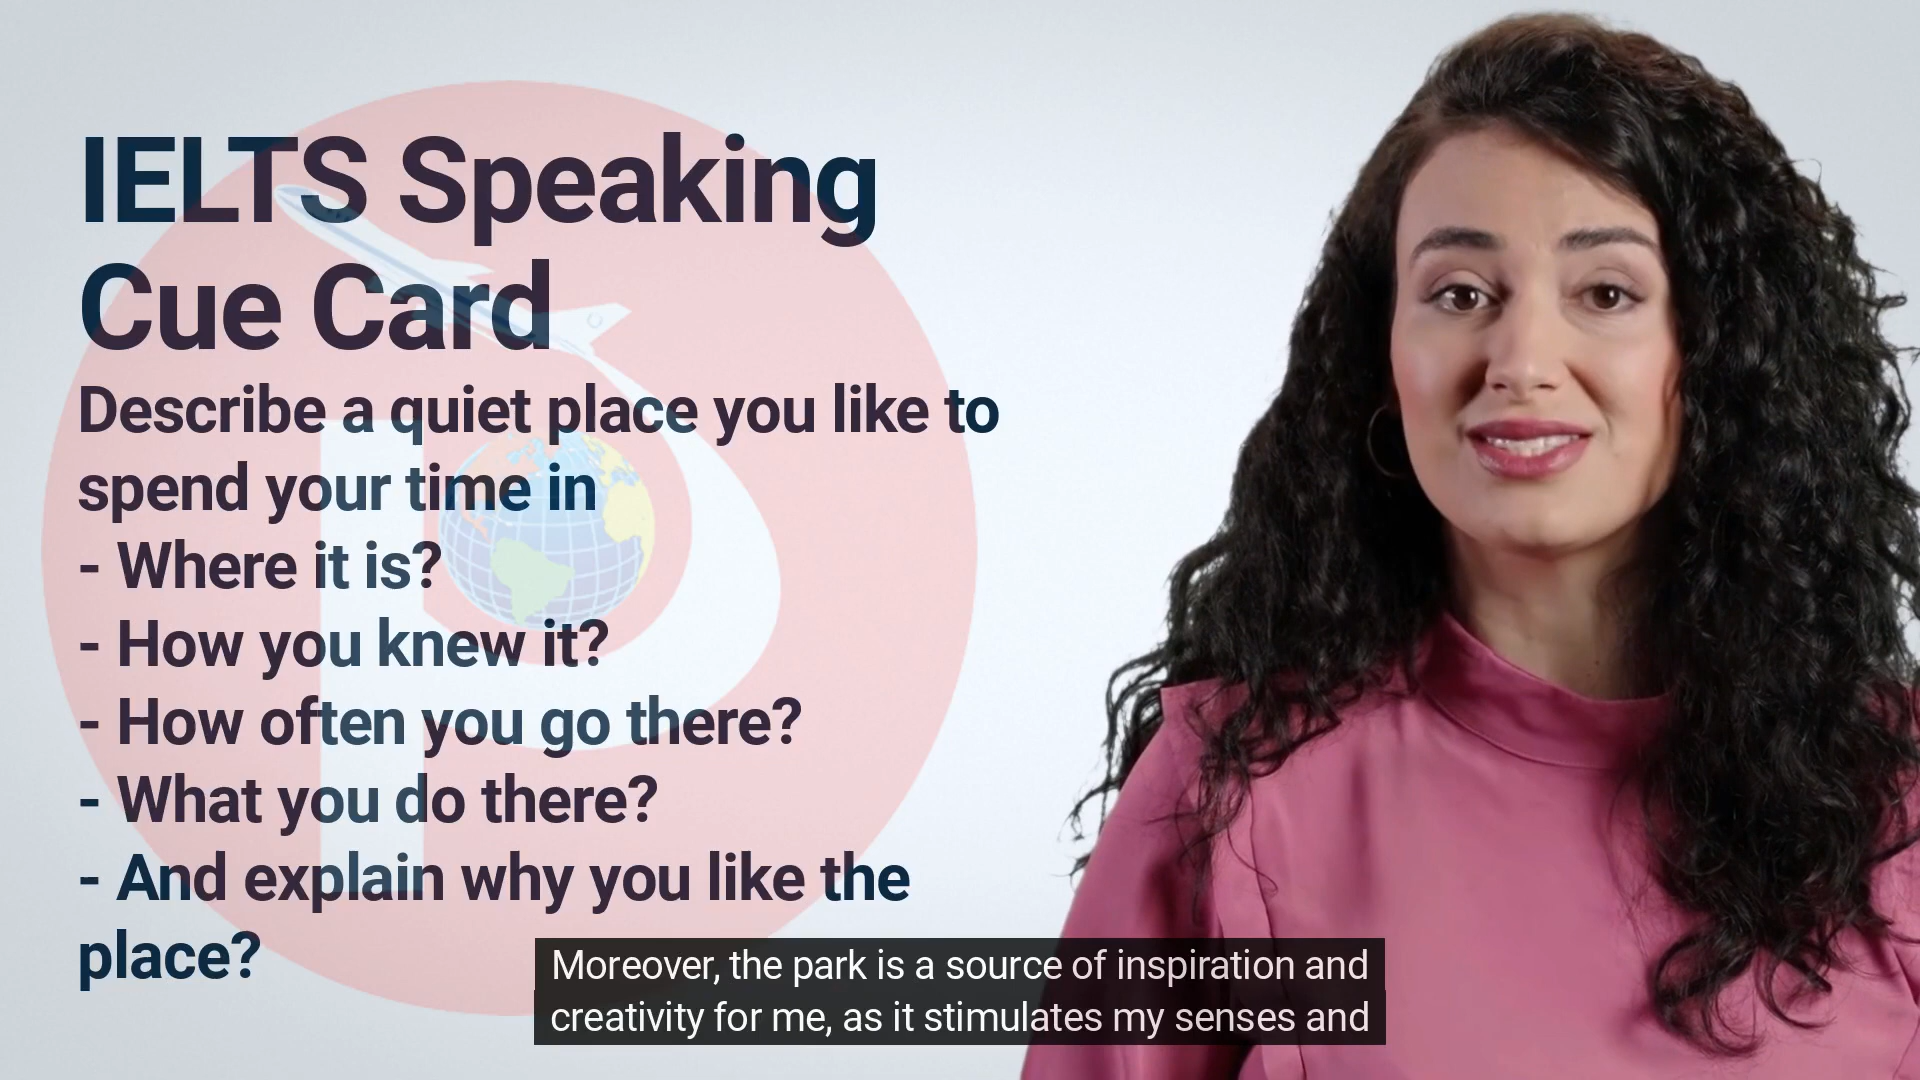 IELTS Speaking
Cue Card
Describe a quiet place you like to
spend your time in
- Where it is?
- How you knew it?
- How often you go there?
- What you do there?
- And explain why you like the
place?
Moreover, the park is a source of inspiration and
creativity for me, as it stimulates my senses and